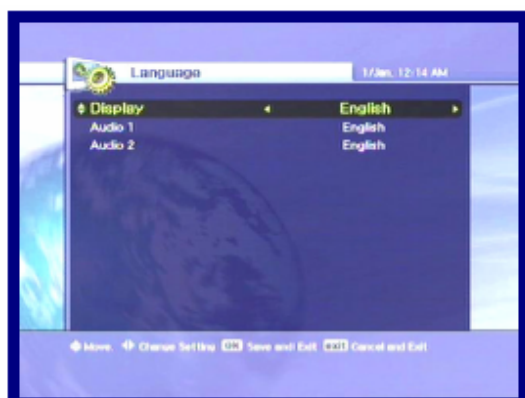 Language 1/Jan, 12:14 AM
Display English
Audio 1 English
Audio 2 English
Move. Change Setting OK Save and Exit exit Cancel and Exit